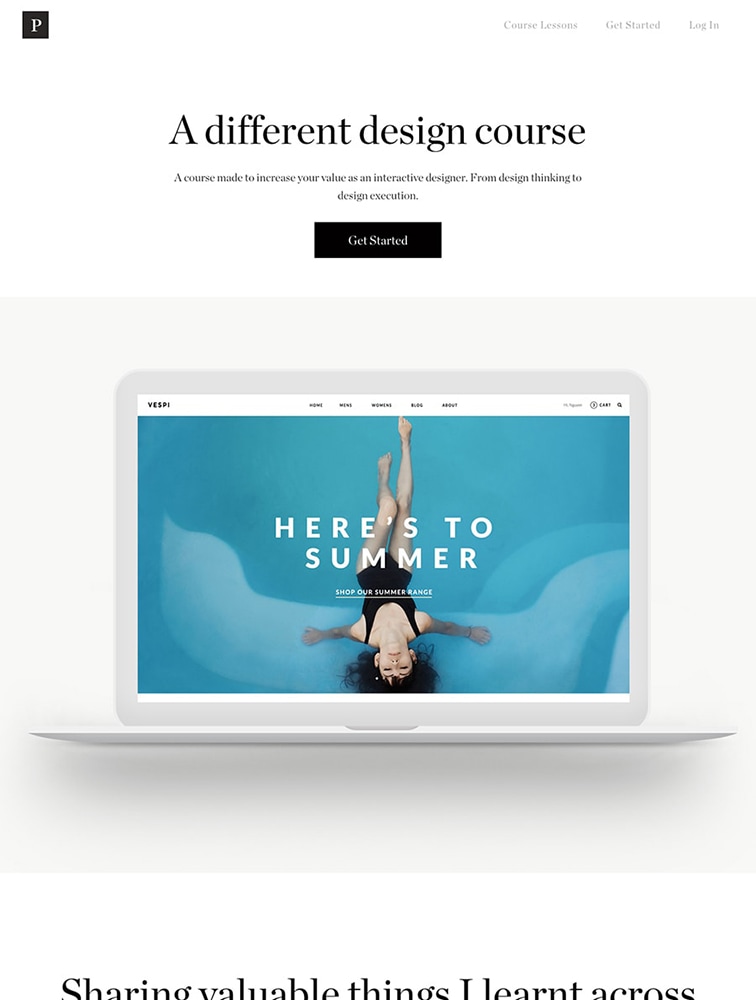 P
Course Lessons
Get Started
Log In
A different design course
A course made to increase your value as an interactive designer. From design thinking to
design execution.
Get Started
VESPI
HOME
MENS
WOMENS
BLOG
ABOUT
CART
HERE'S TO
SUMMER
SHOP OUR SUMMER RANGE
Sharing valuable things I learnt across